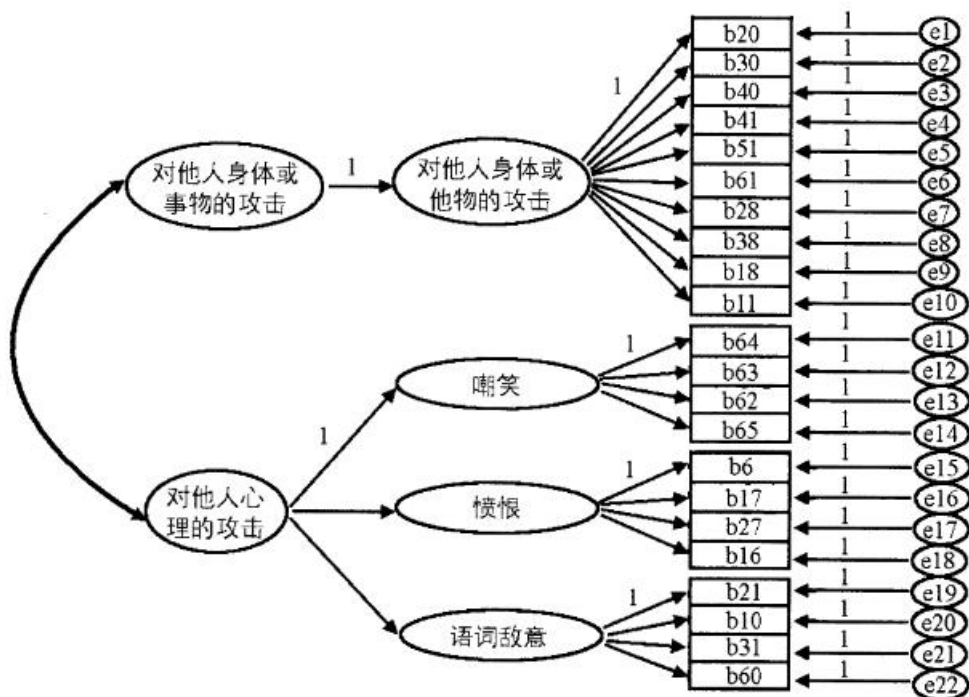 b20 1 e1
b30 e2
1 b40 1 e3
b41 1 e4
b51 1 e5
对他人身体或
事物的攻击
1
对他人身体或
他物的攻击
b61 1 e6
b28 1 e7
b38 1 e8
b18 1 e9
b11 1 e10
b64 1 e11
1 b63 1 e12
嘲笑
b62 1 e13
b65 1 e14
1
b6 1 e15
1 b17 1 e16
对他人心
理的攻击
愤恨
b27 1 e17
b16 1 e18
b21 1 e19
1 b10 1 e20
语词敌意
b31 1 e21
b60 1 e22